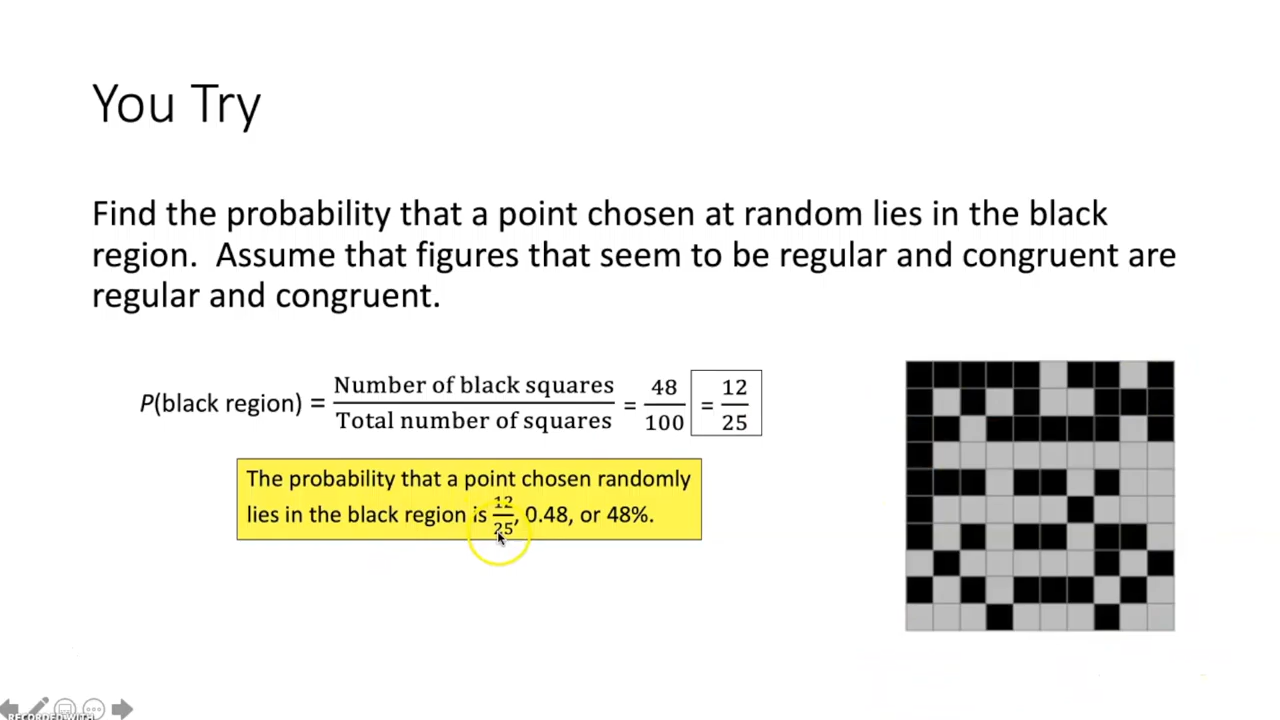 You Try
Find the probability that a point chosen at random lies in the black
region. Assume that figures that seem to be regular and congruent are
regular and congruent.
P(black region) = Number of black squares / Total number of squares = 48/100 = 12/25
The probability that a point chosen randomly
lies in the black region is 12/25, 0.48, or 48%.
RECORDED WITH